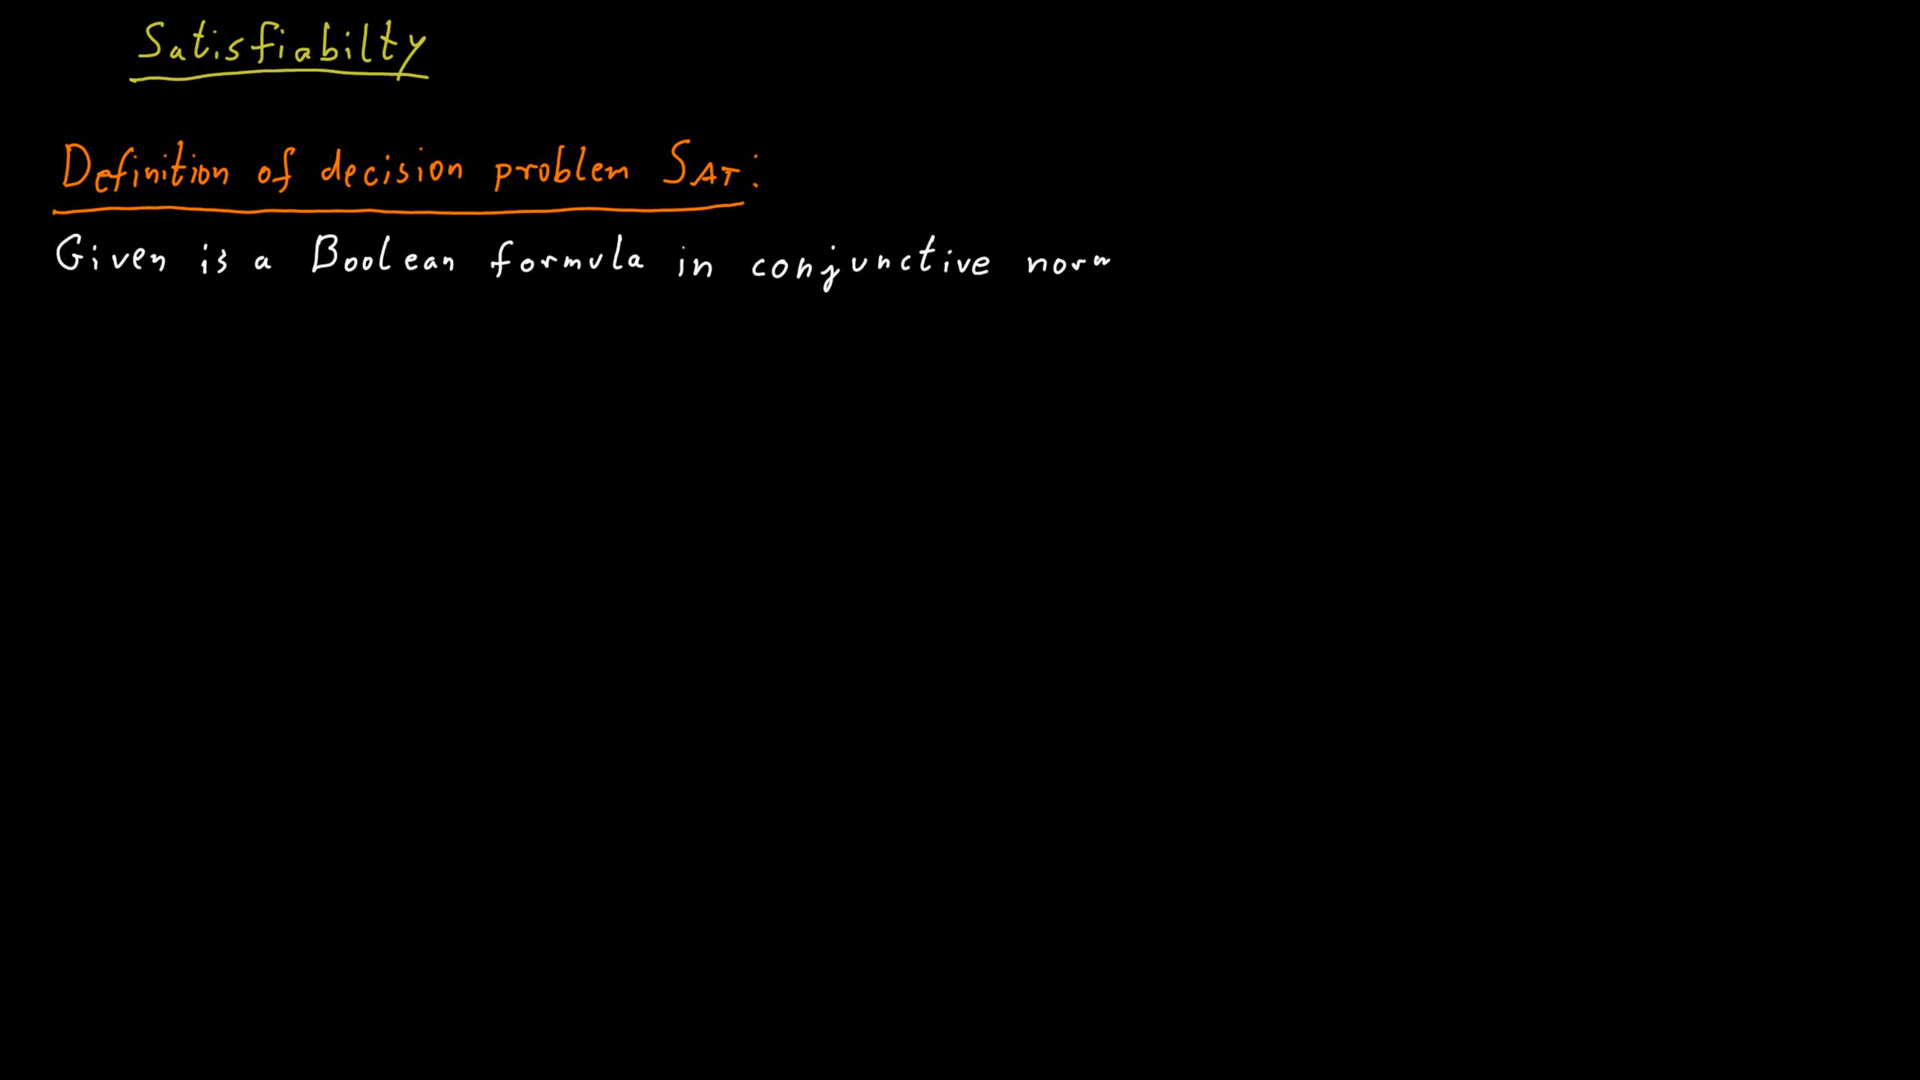 Satisfiabilty
Definition of decision problem SAT:
Given is a Boolean formula in conjunctive norm